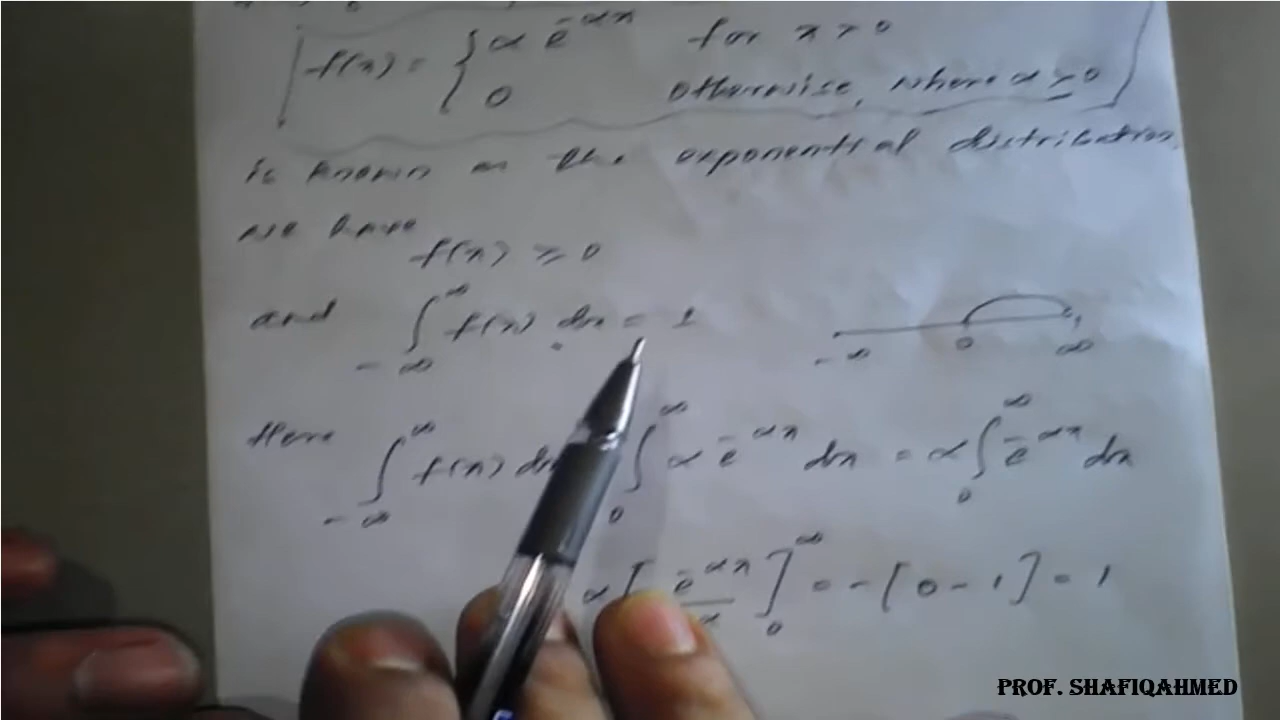 f(x) = { α e^-αx for x > 0
0 otherwise, where α ≥ 0
is known as the exponential distribution.
we have
f(x) ≥ 0
and ∫_-∞^∞ f(x) dx = 1
-∞ 0 ∞
Here ∫_-∞^∞ f(x) dx ∫_0^∞ α e^-αx dx = α ∫_0^∞ e^-αx dx
α [ e^-αx / α ]_0^∞ = -[0 - 1] = 1
PROF. SHAFIQAHMED